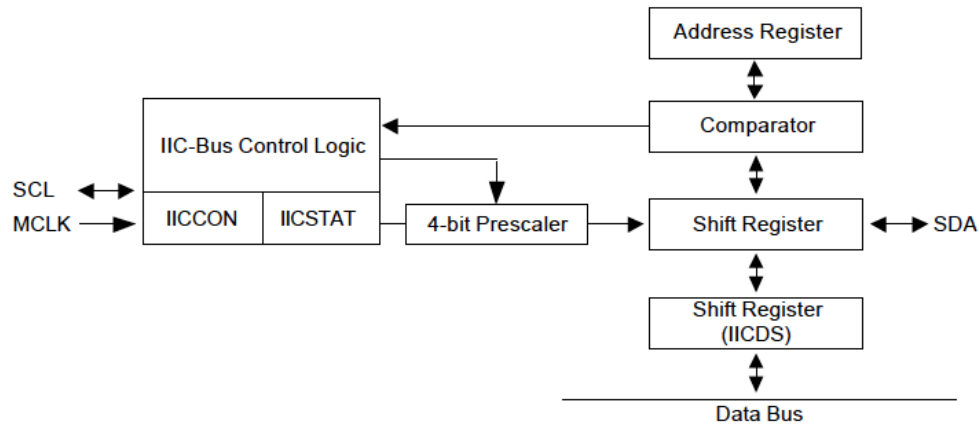 Address Register
Comparator
IIC-Bus Control Logic
SCL
MCLK
IICCON
IICSTAT
4-bit Prescaler
Shift Register
SDA
Shift Register
(IICDS)
Data Bus